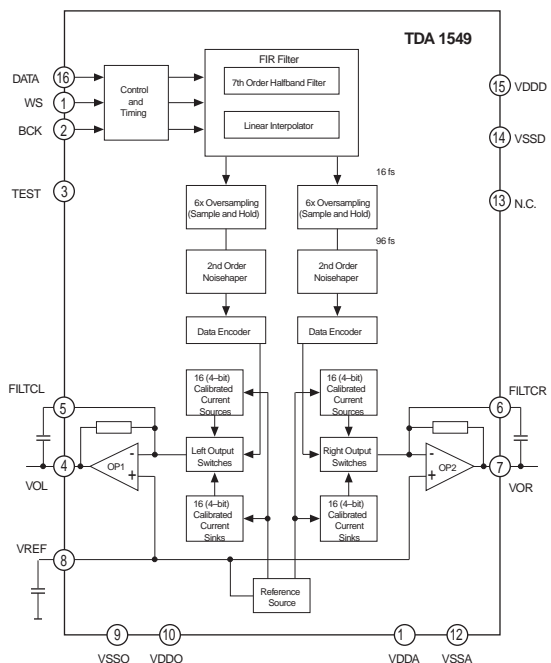 TDA 1549
FIR Filter
7th Order Halfband Filter
Linear Interpolator
Control
and
Timing
DATA
16
WS
1
BCK
2
TEST
3
15
VDDD
14
VSSD
13
N.C.
16 fs
6x Oversampling
(Sample and Hold)
6x Oversampling
(Sample and Hold)
96 fs
2nd Order
Noisehaper
2nd Order
Noisehaper
Data Encoder
Data Encoder
16 (4–bit)
Calibrated
Current
Sources
16 (4–bit)
Calibrated
Current
Sources
FILTCL
5
6
FILTCR
Left Output
Switches
Right Output
Switches
-
+
OP1
-
+
OP2
4
VOL
7
VOR
16 (4–bit)
Calibrated
Current
Sinks
16 (4–bit)
Calibrated
Current
Sinks
VREF
8
Reference
Source
9
10
1
12
VSSO
VDDO
VDDA
VSSA